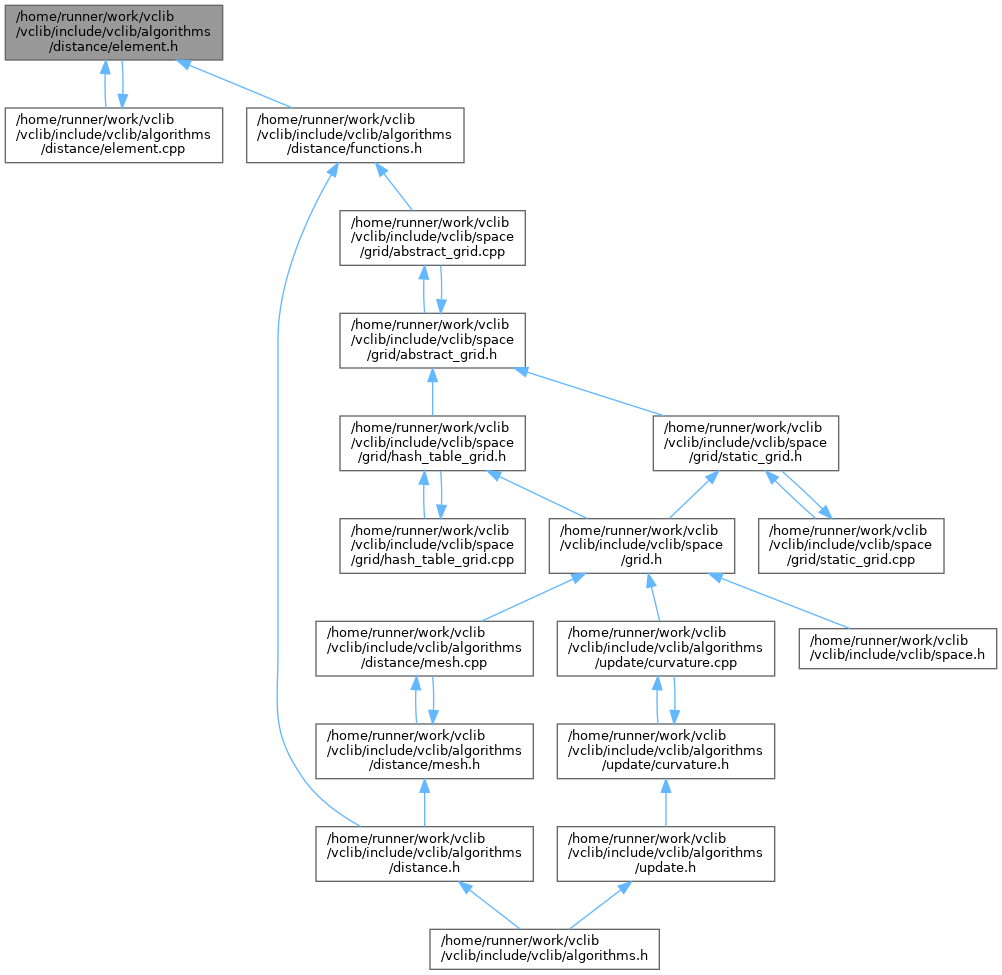 /home/runner/work/vclib
/vclib/include/vclib/algorithms
/distance/element.h
/home/runner/work/vclib
/vclib/include/vclib/algorithms
/distance/element.cpp
/home/runner/work/vclib
/vclib/include/vclib/algorithms
/distance/functions.h
/home/runner/work/vclib
/vclib/include/vclib/space
/grid/abstract_grid.cpp
/home/runner/work/vclib
/vclib/include/vclib/space
/grid/abstract_grid.h
/home/runner/work/vclib
/vclib/include/vclib/space
/grid/hash_table_grid.h
/home/runner/work/vclib
/vclib/include/vclib/space
/grid/static_grid.h
/home/runner/work/vclib
/vclib/include/vclib/space
/grid/hash_table_grid.cpp
/home/runner/work/vclib
/vclib/include/vclib/space
/grid.h
/home/runner/work/vclib
/vclib/include/vclib/space
/grid/static_grid.cpp
/home/runner/work/vclib
/vclib/include/vclib/algorithms
/distance/mesh.cpp
/home/runner/work/vclib
/vclib/include/vclib/algorithms
/update/curvature.cpp
/home/runner/work/vclib
/vclib/include/vclib/space.h
/home/runner/work/vclib
/vclib/include/vclib/algorithms
/distance/mesh.h
/home/runner/work/vclib
/vclib/include/vclib/algorithms
/update/curvature.h
/home/runner/work/vclib
/vclib/include/vclib/algorithms
/distance.h
/home/runner/work/vclib
/vclib/include/vclib/algorithms
/update.h
/home/runner/work/vclib
/vclib/include/vclib/algorithms.h